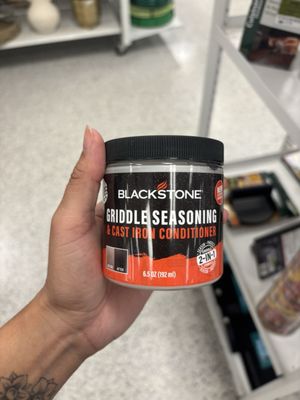 BLACKSTONE
GRIDDLE SEASONING
& CAST IRON CONDITIONER
2-IN-1
6.5 OZ (192 ml)